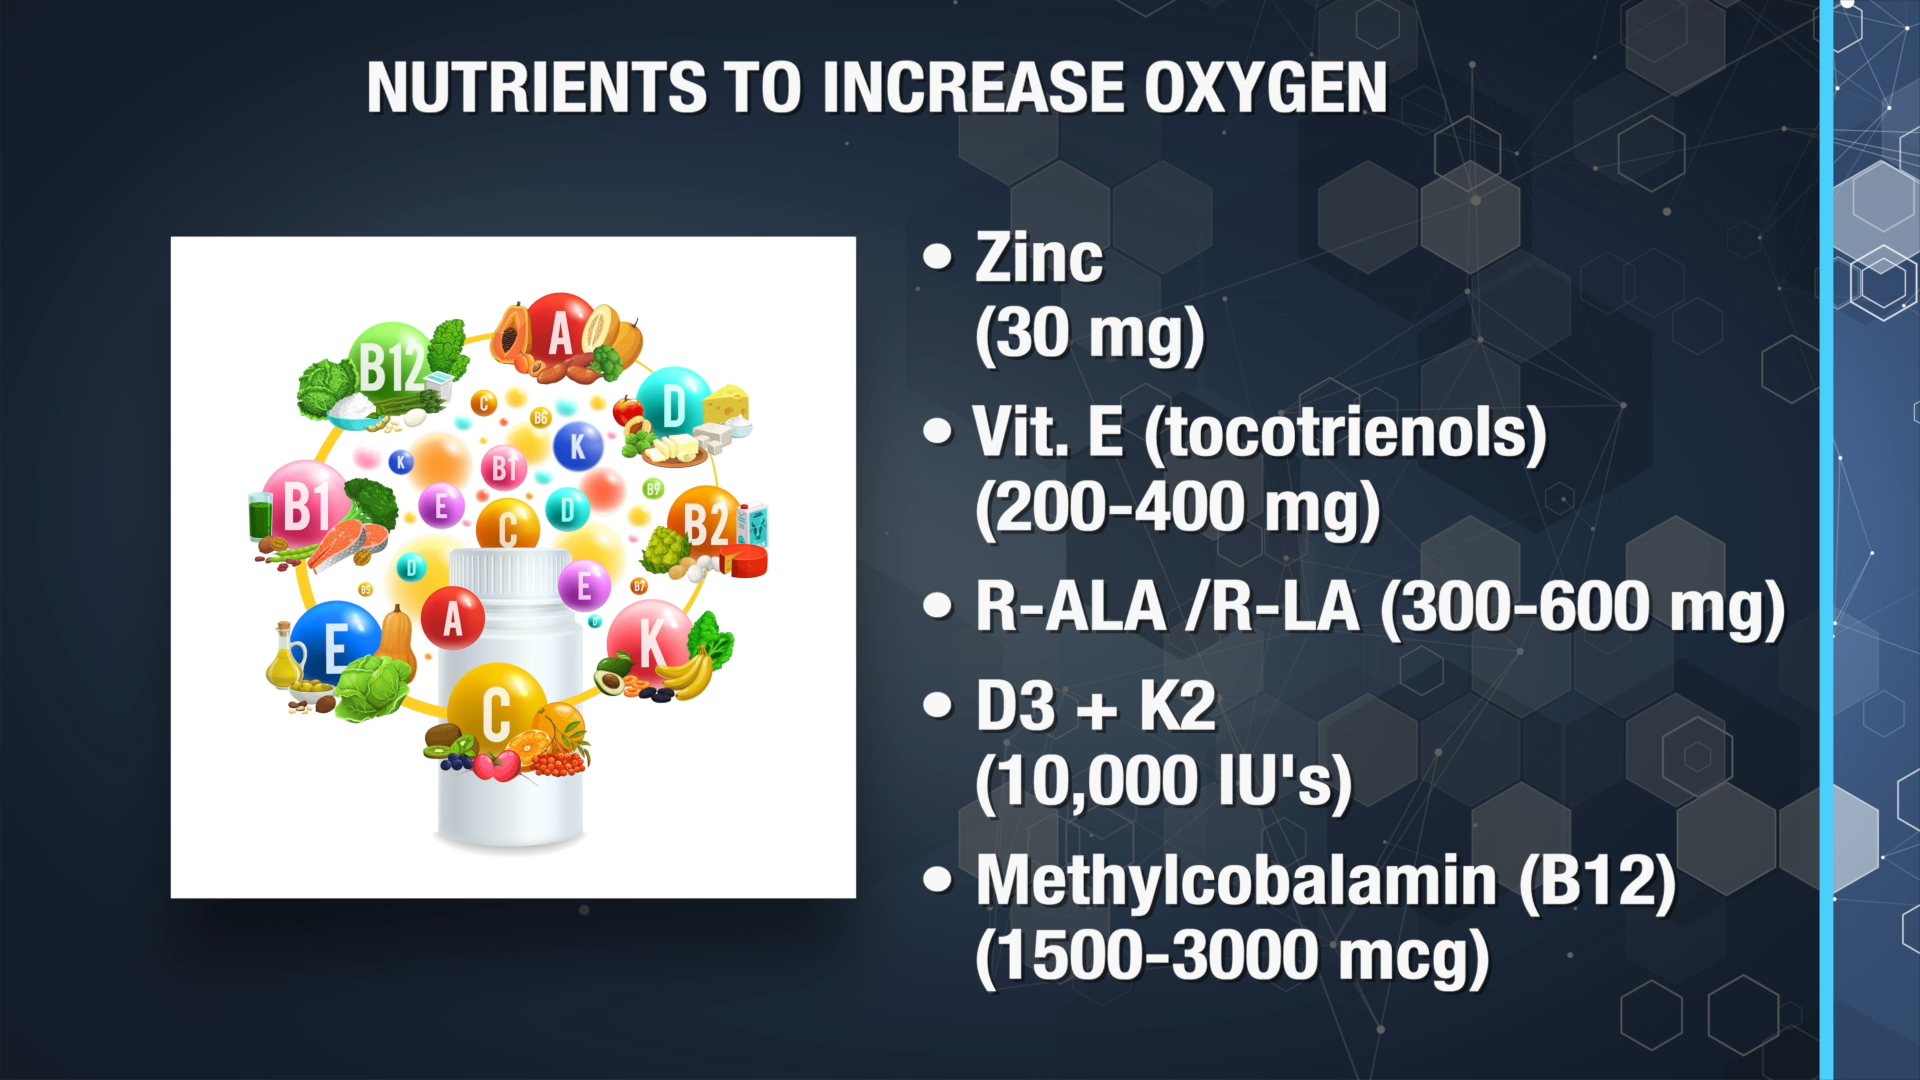 NUTRIENTS TO INCREASE OXYGEN
B12
A
D
C
B6
K
K
B1
B9
E
C
D
B1
B2
D
B5
E
B7
D
A
E
K
C
• Zinc
(30 mg)
• Vit. E (tocotrienols)
(200-400 mg)
• R-ALA /R-LA (300-600 mg)
• D3 + K2
(10,000 IU's)
• Methylcobalamin (B12)
(1500-3000 mcg)